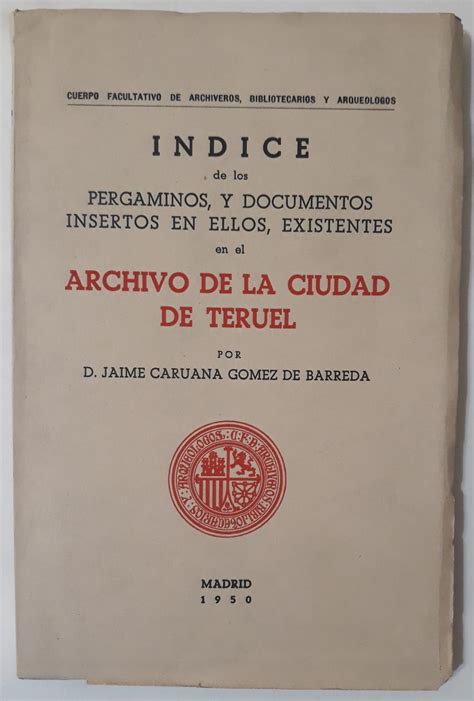 CUERPO FACULTATIVO DE ARCHIVEROS, BIBLIOTECARIOS Y ARQUEOLOGOS
INDICE
de los
PERGAMINOS, Y DOCUMENTOS
INSERTOS EN ELLOS, EXISTENTES
en el
ARCHIVO DE LA CIUDAD
DE TERUEL
POR
D. JAIME CARUANA GOMEZ DE BARREDA
MADRID
1950